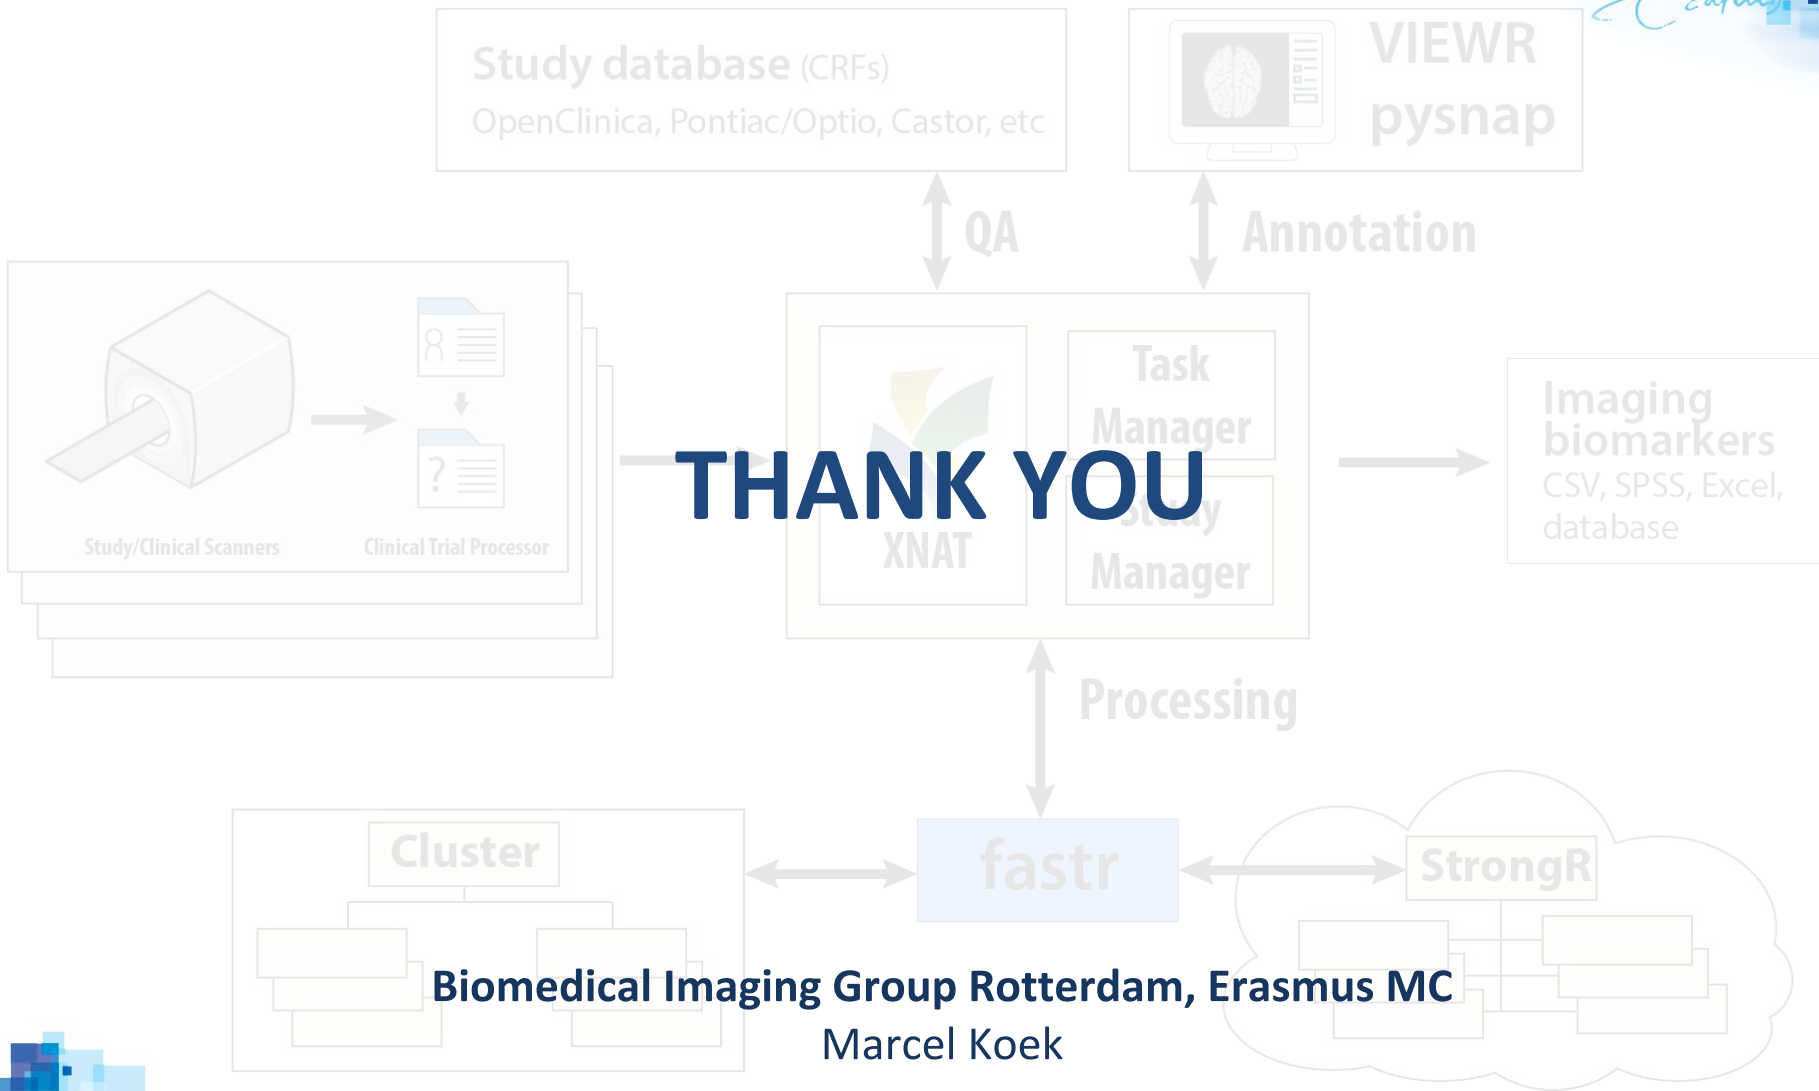 Study database (CRFs)
OpenClinica, Pontiac/Optio, Castor, etc
VIEWR
pysnap
QA
Annotation
?
Study/Clinical Scanners
Clinical Trial Processor
XNAT
Task
Manager
Study
Manager
THANK YOU
Imaging
biomarkers
CSV, SPSS, Excel,
database
Processing
Cluster
fastr
StrongR
Biomedical Imaging Group Rotterdam, Erasmus MC
Marcel Koek